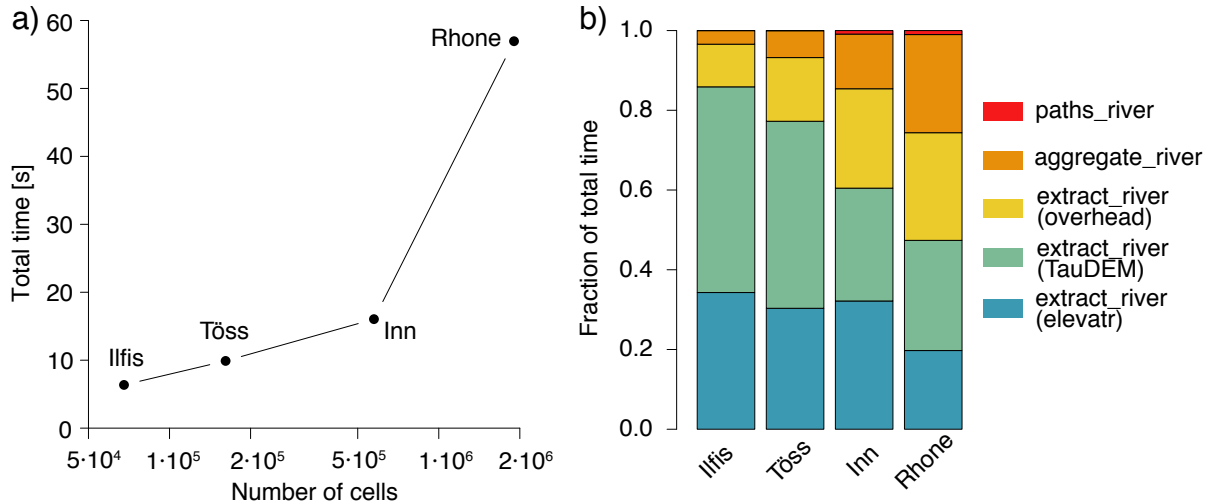 a)
Total time [s]
60
50
40
30
20
10
0
Rhone
Inn
Töss
Ilfis
5·10⁴
1·10⁵
2·10⁵
5·10⁵
1·10⁶
2·10⁶
Number of cells
b)
Fraction of total time
1.0
0.8
0.6
0.4
0.2
0.0
Ilfis
Töss
Inn
Rhone
paths_river
aggregate_river
extract_river
(overhead)
extract_river
(TauDEM)
extract_river
(elevatr)